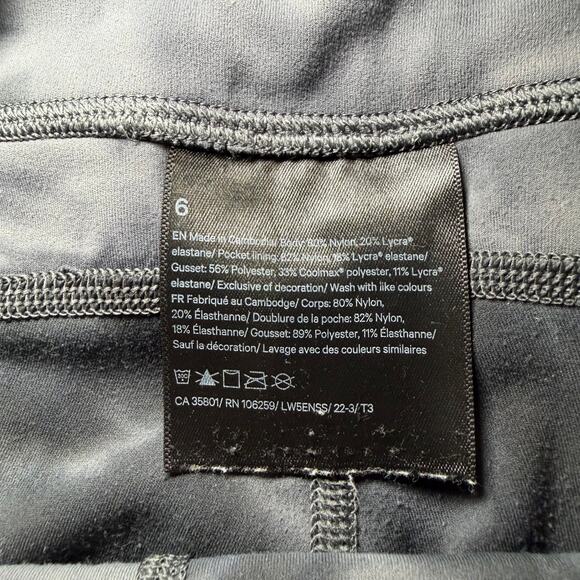 6
EN Made in Cambodia/ Body: 80% Nylon, 20% Lycra®
elastane/ Pocket lining: 82% Nylon, 18% Lycra® elastane/
Gusset: 56% Polyester, 33% Coolmax® polyester, 11% Lycra®
elastane/ Exclusive of decoration/ Wash with like colours
FR Fabriqué au Cambodge/ Corps: 80% Nylon,
20% Élasthanne/ Doublure de la poche: 82% Nylon,
18% Élasthanne/ Gousset: 89% Polyester, 11% Élasthanne/
Sauf la décoration/ Lavage avec des couleurs similaires
CA 35801/ RN 106259/ LW5ENSS/ 22-3/ T3